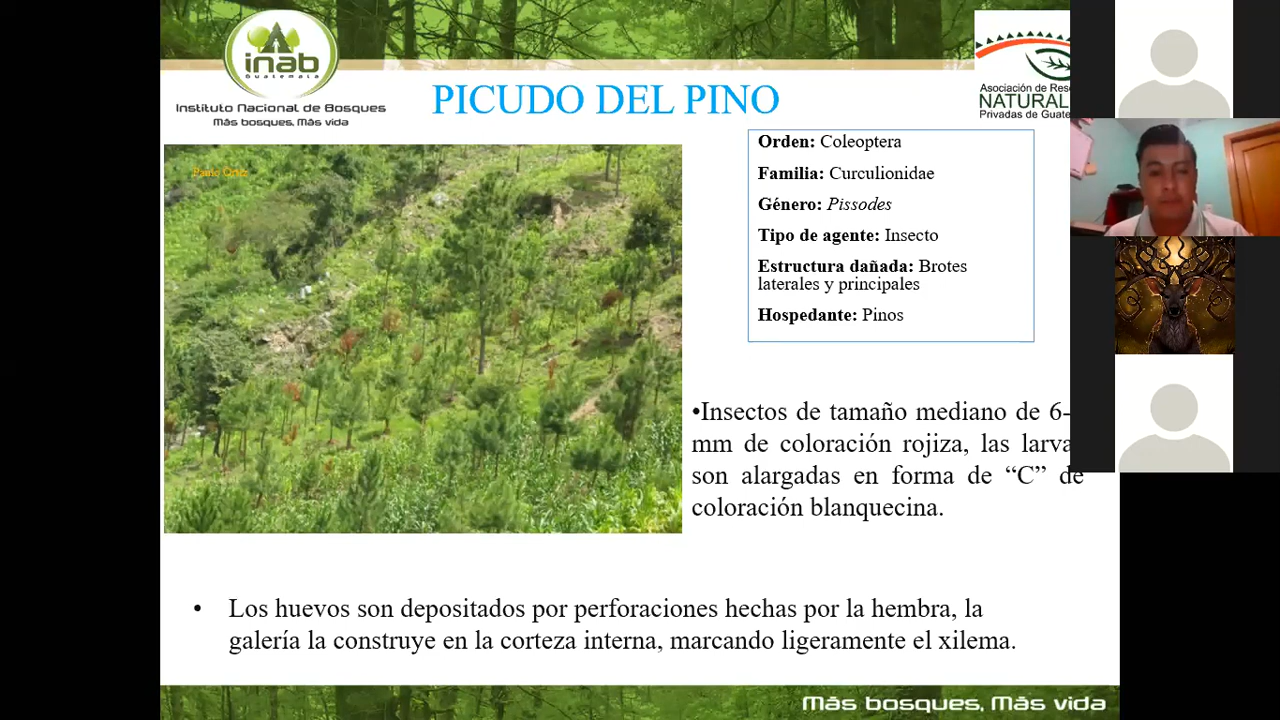 inab
Guatemala
Instituto Nacional de Bosques
Más bosques, Más vida
PICUDO DEL PINO
Asociación de
NATURAL
Privadas de
Orden: Coleoptera
Familia: Curculionidae
Género: Pissodes
Tipo de agente: Insecto
Estructura dañada: Brotes
laterales y principales
Hospedante: Pinos
•Insectos de tamaño mediano de 6-
mm de coloración rojiza, las
son alargadas en forma de “C” de
coloración blanquecina.
• Los huevos son depositados por perforaciones hechas por la hembra, la
galería la construye en la corteza interna, marcando ligeramente el xilema.
Más bosques, Más vida